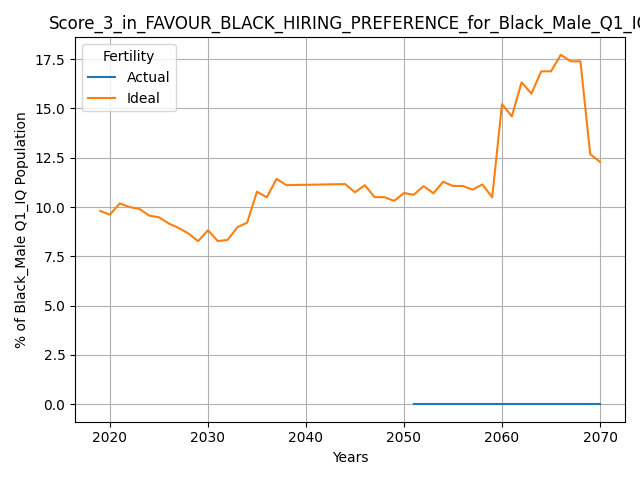 Score_3_in_FAVOUR_BLACK_HIRING_PREFERENCE_for_Black_Male_Q1_IQ
Fertility
Actual
Ideal
% of Black_Male Q1_IQ Population
17.5
15.0
12.5
10.0
7.5
5.0
2.5
0.0
2020 2030 2040 2050 2060 2070
Years